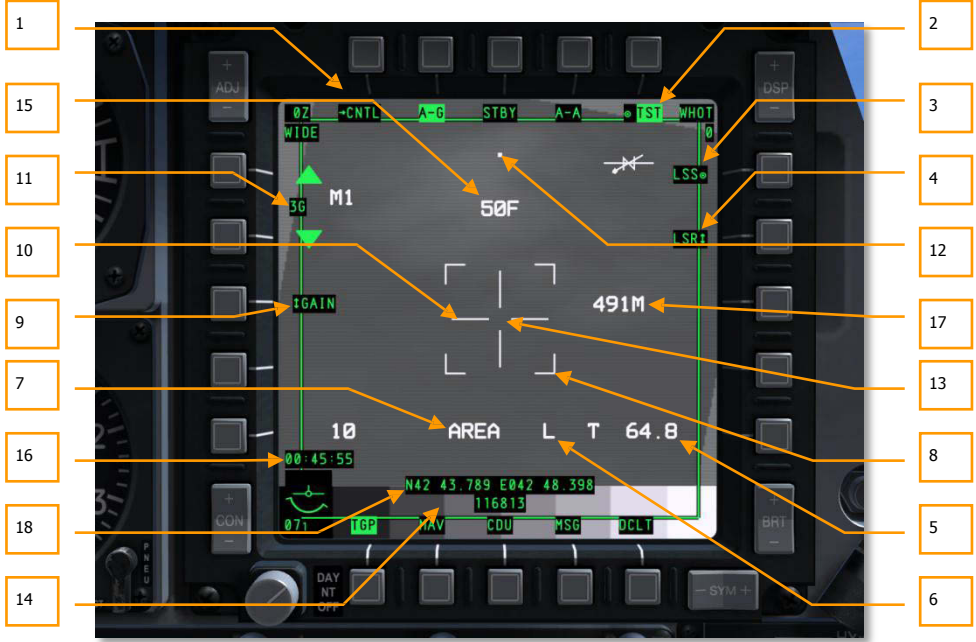 1
2
15
3
11
4
10
12
9
17
7
13
16
8
18
5
14
6
+
ADJ
-
+
DSP
-
0Z →CNTL A-G STBY A-A ⊙ TST WHOT
WIDE 0
LSS⊙
3G M1 50F
LSR↕
↕GAIN 491M
10 AREA L T 64.8
00:45:55
N42 43.789 E042 48.398
116813
TGP NAV CDU MSG DCLT
+
CON
-
+
BRT
-
PNEU
DAY
NT
OFF
- SYM +